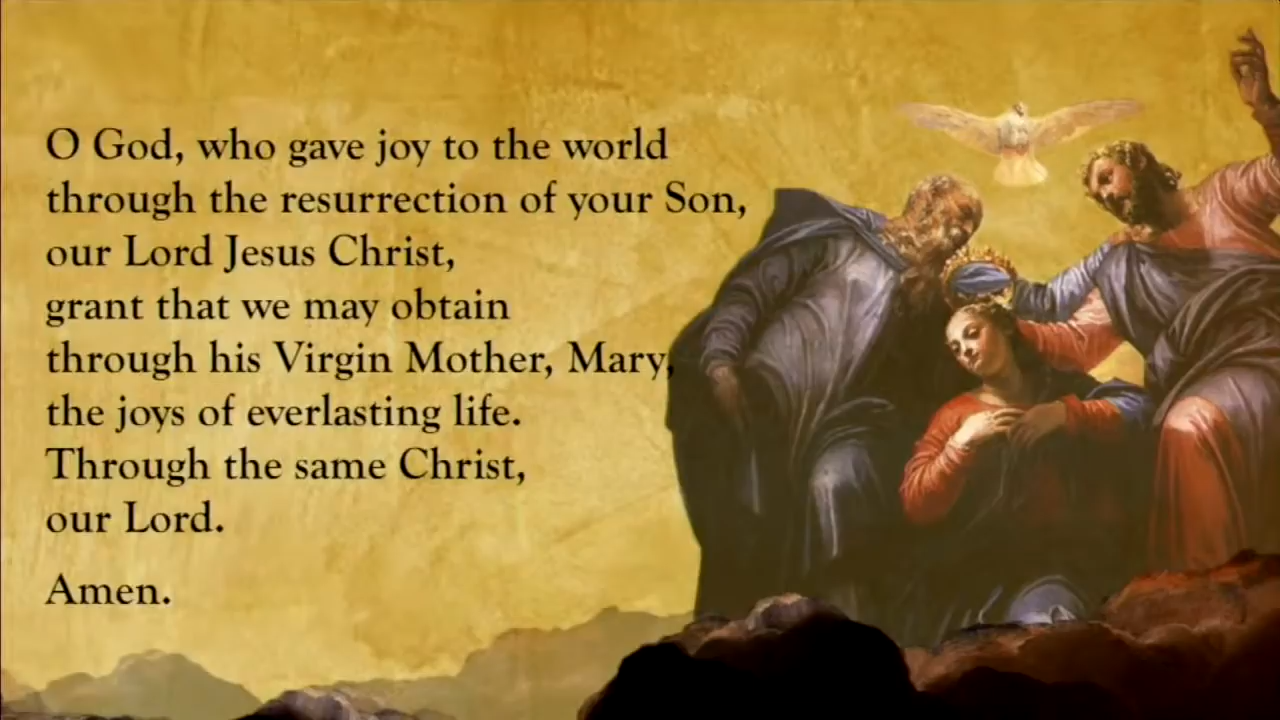 O God, who gave joy to the world
through the resurrection of your Son,
our Lord Jesus Christ,
grant that we may obtain
through his Virgin Mother, Mary,
the joys of everlasting life.
Through the same Christ,
our Lord.
Amen.